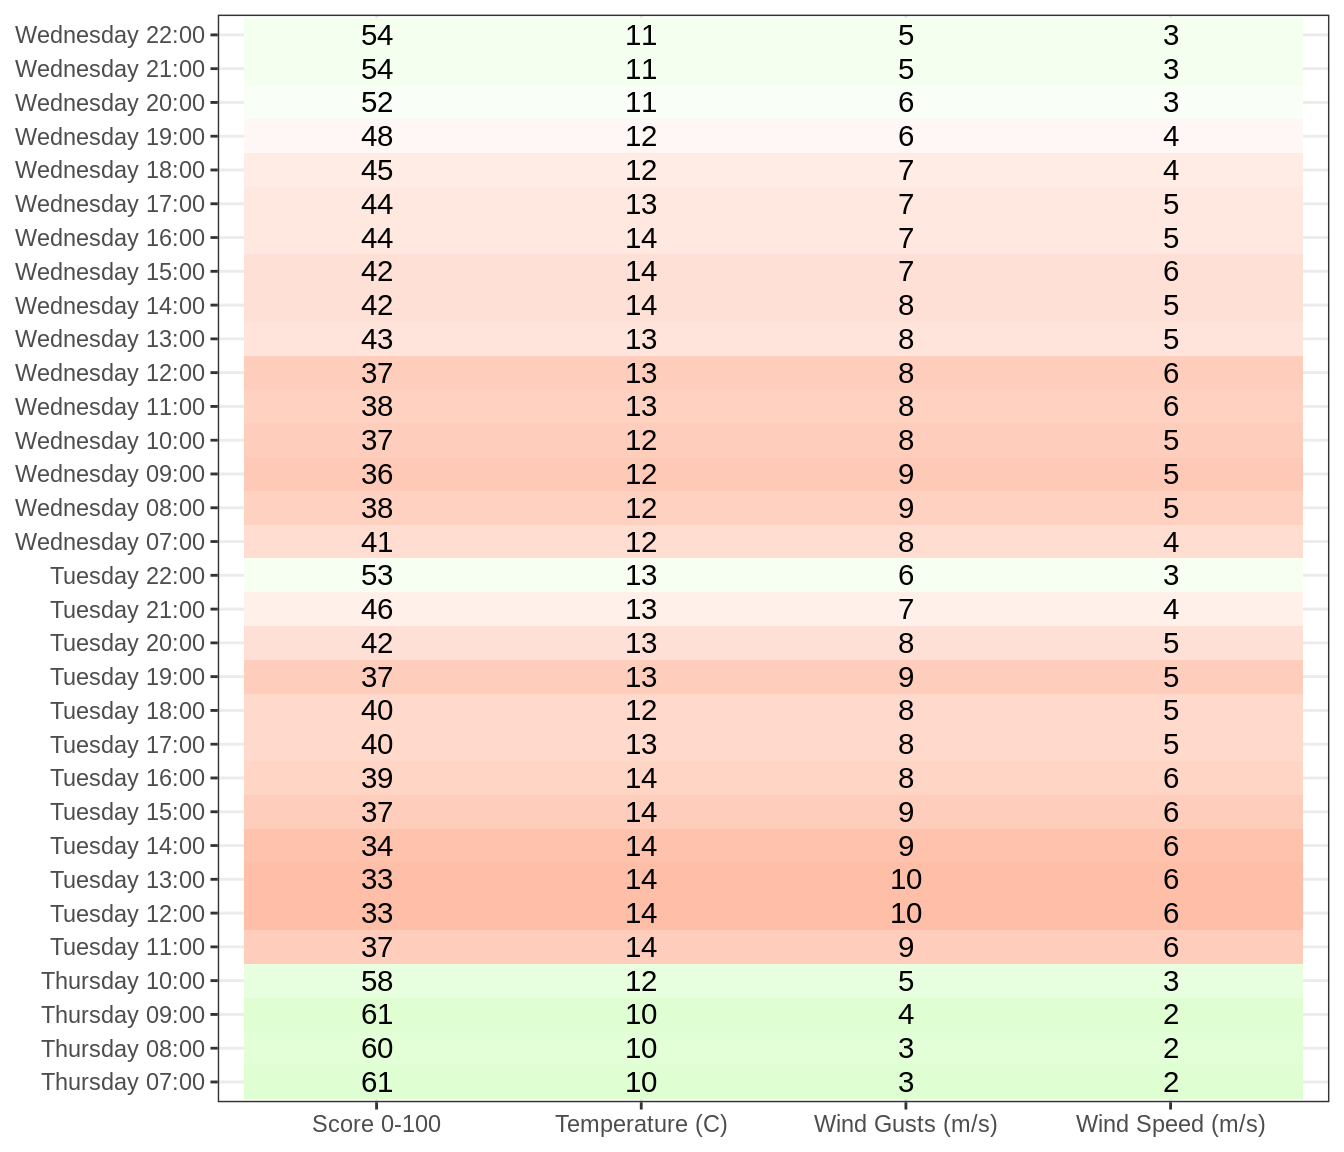 Wednesday 22:00 54 11 5 3
Wednesday 21:00 54 11 5 3
Wednesday 20:00 52 11 6 3
Wednesday 19:00 48 12 6 4
Wednesday 18:00 45 12 7 4
Wednesday 17:00 44 13 7 5
Wednesday 16:00 44 14 7 5
Wednesday 15:00 42 14 7 6
Wednesday 14:00 42 14 8 5
Wednesday 13:00 43 13 8 5
Wednesday 12:00 37 13 8 6
Wednesday 11:00 38 13 8 6
Wednesday 10:00 37 12 8 5
Wednesday 09:00 36 12 9 5
Wednesday 08:00 38 12 9 5
Wednesday 07:00 41 12 8 4
Tuesday 22:00 53 13 6 3
Tuesday 21:00 46 13 7 4
Tuesday 20:00 42 13 8 5
Tuesday 19:00 37 13 9 5
Tuesday 18:00 40 12 8 5
Tuesday 17:00 40 13 8 5
Tuesday 16:00 39 14 8 6
Tuesday 15:00 37 14 9 6
Tuesday 14:00 34 14 9 6
Tuesday 13:00 33 14 10 6
Tuesday 12:00 33 14 10 6
Tuesday 11:00 37 14 9 6
Thursday 10:00 58 12 5 3
Thursday 09:00 61 10 4 2
Thursday 08:00 60 10 3 2
Thursday 07:00 61 10 3 2
Score 0-100 Temperature (C) Wind Gusts (m/s) Wind Speed (m/s)